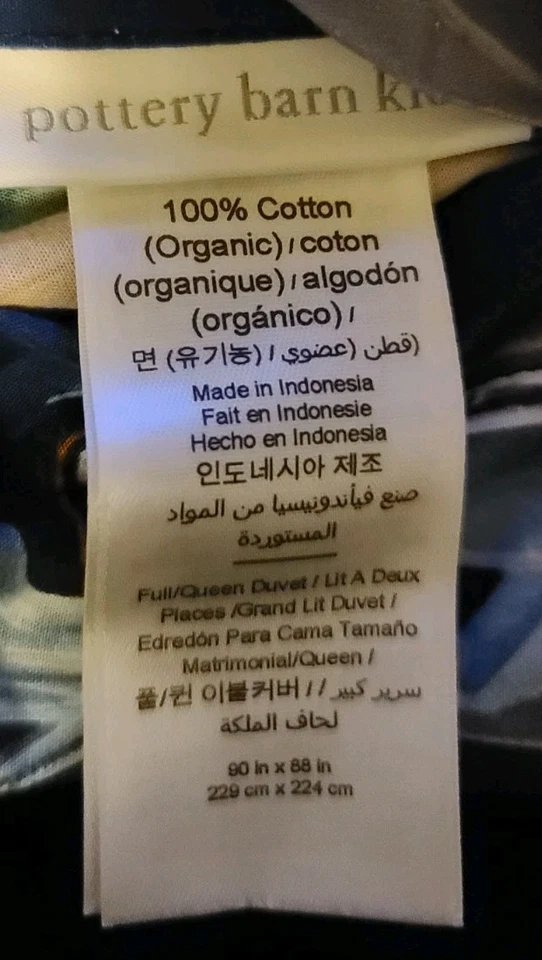 pottery barn
100% Cotton
(Organic) / coton
(organique) / algodón
(orgánico) /
면 (유기농) / قطن (عضوي)
Made in Indonesia
Fait en Indonesie
Hecho en Indonesia
인도네시아 제조
صنع فيأندونيسيا من المواد
المستوردة
Full/Queen Duvet / Lit A Deux
Places /Grand Lit Duvet /
Edredón Para Cama Tamaño
Matrimonial/Queen /
풀/퀸 이불커버 / / سرير كبير
لحاف الملكة
90 in x 88 in
229 cm x 224 cm